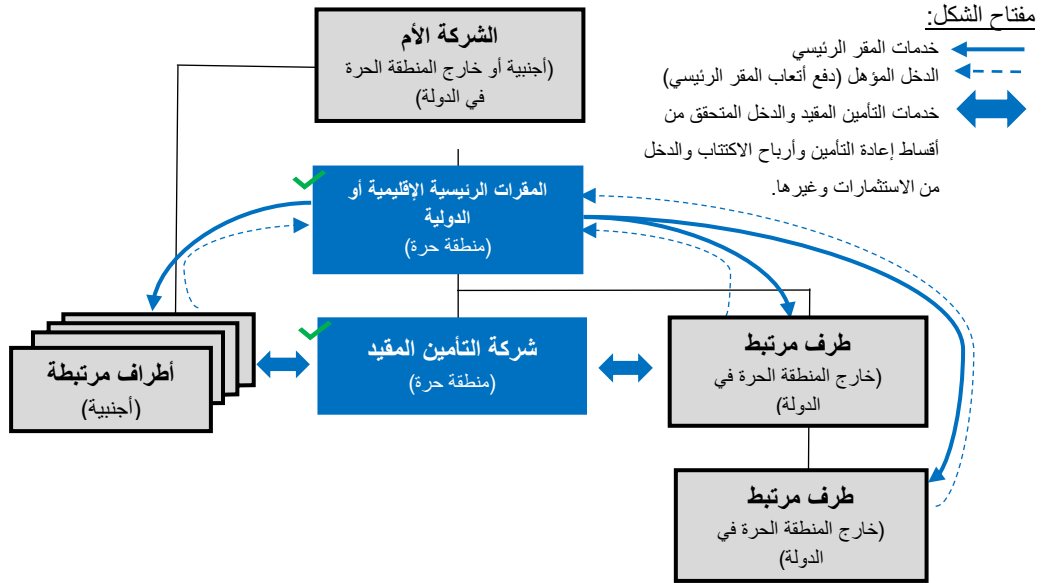 مفتاح الشكل:
خدمات المقر الرئيسي
الدخل المؤهل (دفع أتعاب المقر الرئيسي)
خدمات التأمين المقيد والدخل المتحقق من
أقساط إعادة التأمين وأرباح الاكتتاب والدخل
من الاستثمارات وغيرها.
الشركة الأم
(أجنبية أو خارج المنطقة الحرة
في الدولة)
المقرات الرئيسية الإقليمية أو
الدولية
(منطقة حرة)
أطراف مرتبطة
(أجنبية)
شركة التأمين المقيد
(منطقة حرة)
طرف مرتبط
(خارج المنطقة الحرة في
الدولة)
طرف مرتبط
(خارج المنطقة الحرة في
الدولة)